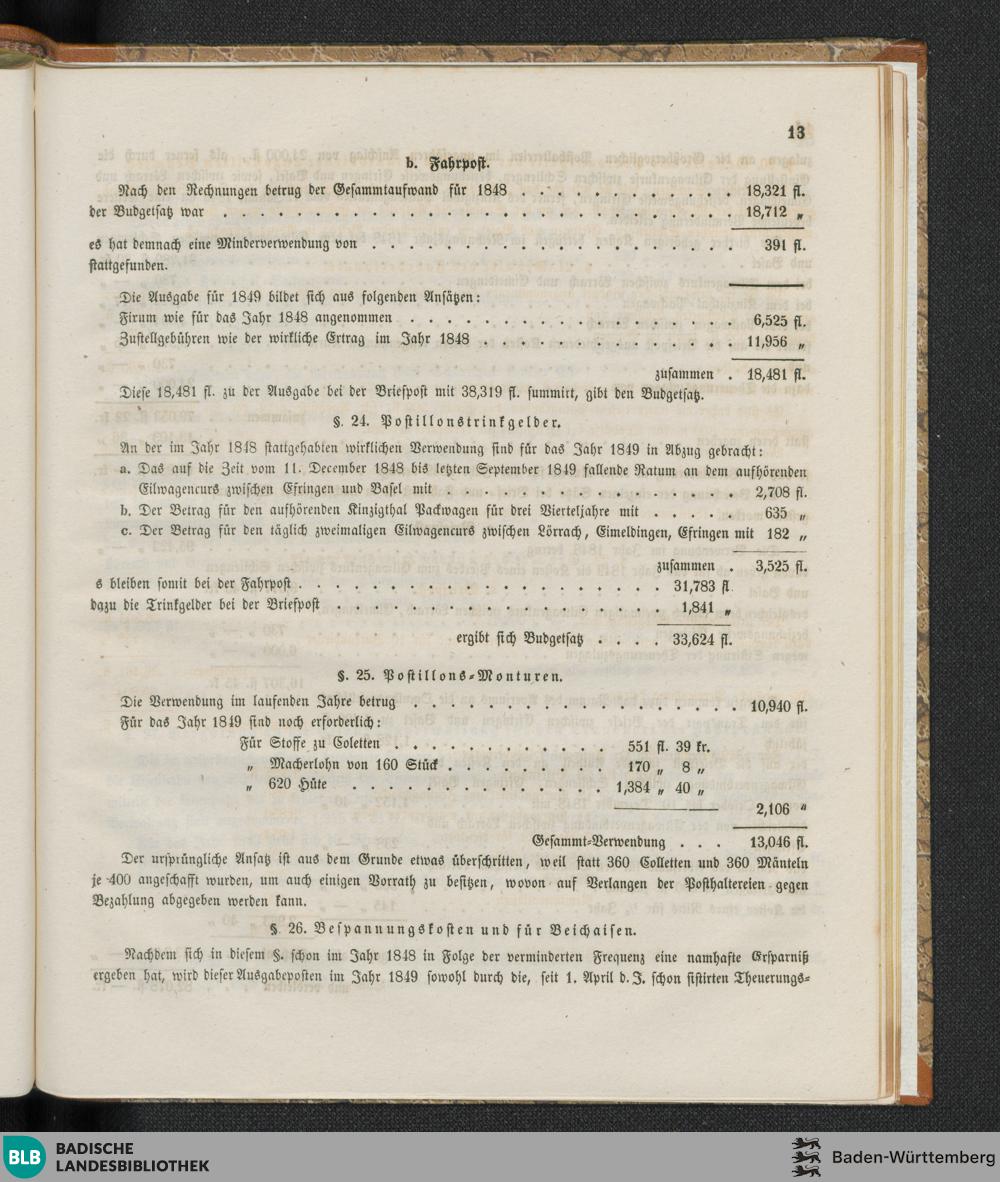 13
b. Fahrpost.
Nach den Rechnungen betrug der Gesammtaufwand für 1848 . . . . . . . . . . . . 18,321 fl.
der Budgetsatz war . . . . . . . . . . . . . . . . . . . . . . . . . . . . 18,712 „
es hat demnach eine Minderverwendung von . . . . . . . . . . . . . . . . . . . . 391 fl.
stattgefunden.
Die Ausgabe für 1849 bildet sich aus folgenden Ansätzen:
Firum wie für das Jahr 1848 angenommen . . . . . . . . . . . . . . . . . . 6,525 fl.
Zustellgebühren wie der wirkliche Ertrag im Jahr 1848 . . . . . . . . . . . . . . 11,956 „
zusammen . 18,481 fl.
Diese 18,481 fl. zu der Ausgabe bei der Briefpost mit 38,319 fl. summirt, gibt den Budgetsatz.
§. 24. Postillonstrinkgelder.
An der im Jahr 1848 stattgehabten wirklichen Verwendung sind für das Jahr 1849 in Abzug gebracht:
a. Das auf die Zeit vom 11. December 1848 bis letzten September 1849 fallende Ratum an dem aufhörenden
Eilwagencurs zwischen Efringen und Basel mit . . . . . . . . . . . . . . . . 2,708 fl.
b. Der Betrag für den aufhörenden Kinzigthal Packwagen für drei Vierteljahre mit . . . . . 635 „
c. Der Betrag für den täglich zweimaligen Eilwagencurs zwischen Lörrach, Eimeldingen, Efringen mit 182 „
zusammen . 3,525 fl.
s bleiben somit bei der Fahrpost . . . . . . . . . . . . . . . . . . . . 31,783 fl.
dazu die Trinkgelder bei der Briefpost . . . . . . . . . . . . . . . . . . 1,841 „
ergibt sich Budgetsatz . . . . 33,624 fl.
§. 25. Postillons-Monturen.
Die Verwendung im laufenden Jahre betrug . . . . . . . . . . . . . . . . . . 10,940 fl.
Für das Jahr 1849 sind noch erforderlich:
Für Stoffe zu Coletten . . . . . . . . . . . . 551 fl. 39 kr.
„ Macherlohn von 160 Stück . . . . . . . . . 170 „ 8 „
„ 620 Hüte . . . . . . . . . . . . . . 1,384 „ 40 „
2,106 „
Gesammt-Verwendung . . . 13,046 fl.
Der ursprüngliche Ansatz ist aus dem Grunde etwas überschritten, weil statt 360 Colletten und 360 Mänteln
je 400 angeschafft wurden, um auch einigen Vorrath zu besitzen, wovon auf Verlangen der Posthaltereien gegen
Bezahlung abgegeben werden kann.
§. 26. Bespannungskosten und für Beichaisen.
Nachdem sich in diesem §. schon im Jahr 1848 in Folge der verminderten Frequenz eine namhafte Ersparniß
ergeben hat, wird dieser Ausgabeposten im Jahr 1849 sowohl durch die, seit 1. April d. J. schon sistirten Theuerungs-
BLB BADISCHE
LANDESBIBLIOTHEK
Baden-Württemberg